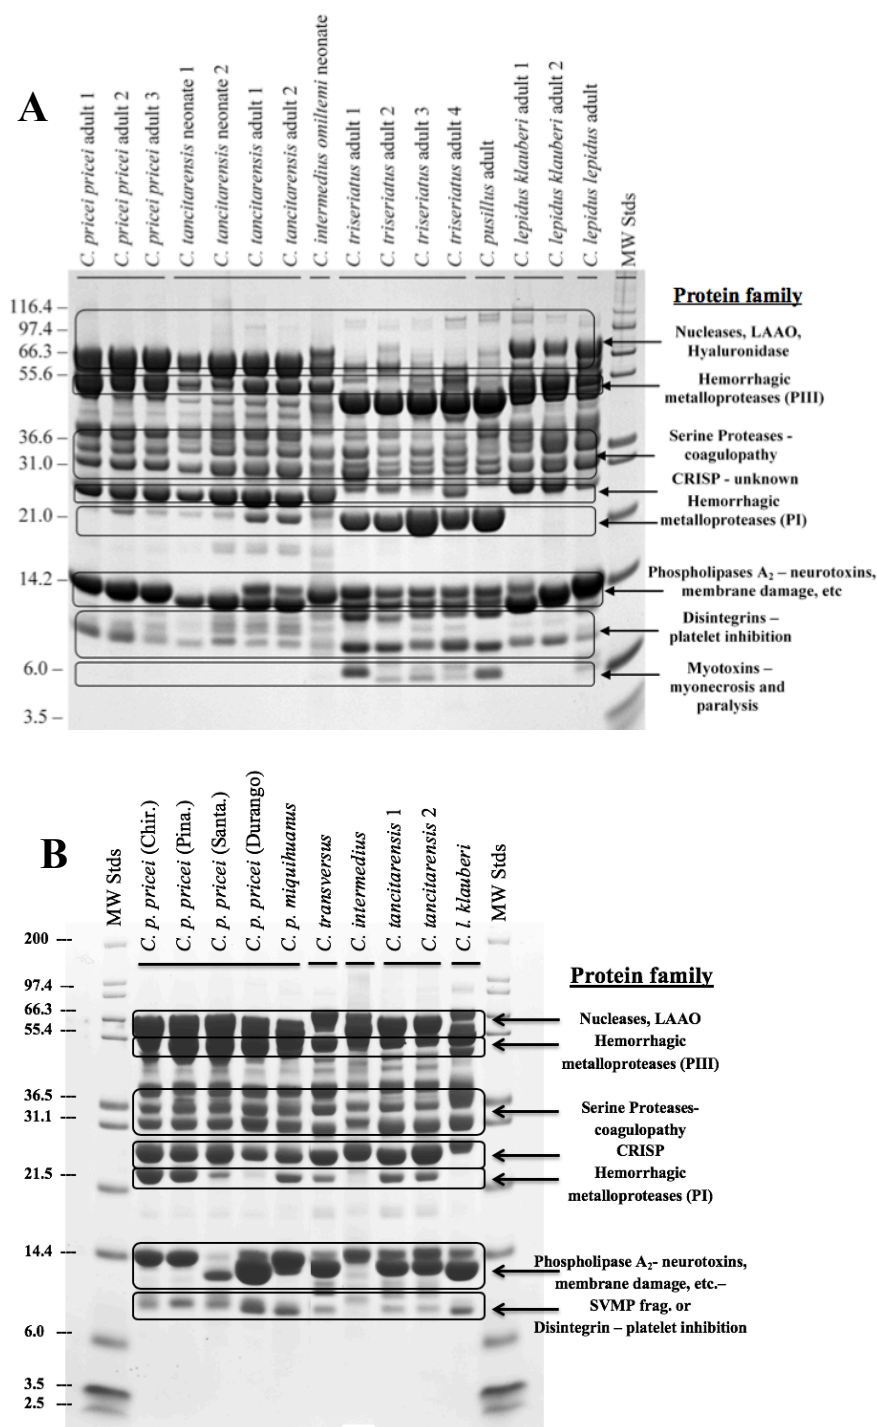 A
C. pricei pricei adult 1
C. pricei pricei adult 2
C. pricei pricei adult 3
C. tancitarensis neonate 1
C. tancitarensis neonate 2
C. tancitarensis adult 1
C. tancitarensis adult 2
C. intermedius omiltemi neonate
C. triseriatus adult 1
C. triseriatus adult 2
C. triseriatus adult 3
C. triseriatus adult 4
C. pusillus adult
C. lepidus klauberi adult 1
C. lepidus klauberi adult 2
C. lepidus lepidus adult
MW Stds
116.4 –
97.4 –
66.3 –
55.6 –
36.6 –
31.0 –
21.0 –
14.2 –
6.0 –
3.5 –
Protein family
Nucleases, LAAO,
Hyaluronidase
Hemorrhagic
metalloproteases (PIII)
Serine Proteases -
coagulopathy
CRISP - unknown
Hemorrhagic
metalloproteases (PI)
Phospholipases A₂ – neurotoxins,
membrane damage, etc
Disintegrins –
platelet inhibition
Myotoxins –
myonecrosis and
paralysis
B
MW Stds
C. p. pricei (Chir.)
C. p. pricei (Pina.)
C. p. pricei (Santa.)
C. p. pricei (Durango)
C. p. miquihuanus
C. transversus
C. intermedius
C. tancitarensis 1
C. tancitarensis 2
C. l. klauberi
MW Stds
200 ---
97.4 ---
66.3 ---
55.4 ---
36.5 ---
31.1 ---
21.5 ---
14.4 ---
6.0 ---
3.5 ---
2.5 ---
Protein family
Nucleases, LAAO
Hemorrhagic
metalloproteases (PIII)
Serine Proteases-
coagulopathy
CRISP
Hemorrhagic
metalloproteases (PI)
Phospholipase A₂- neurotoxins,
membrane damage, etc.–
SVMP frag. or
Disintegrin – platelet inhibition